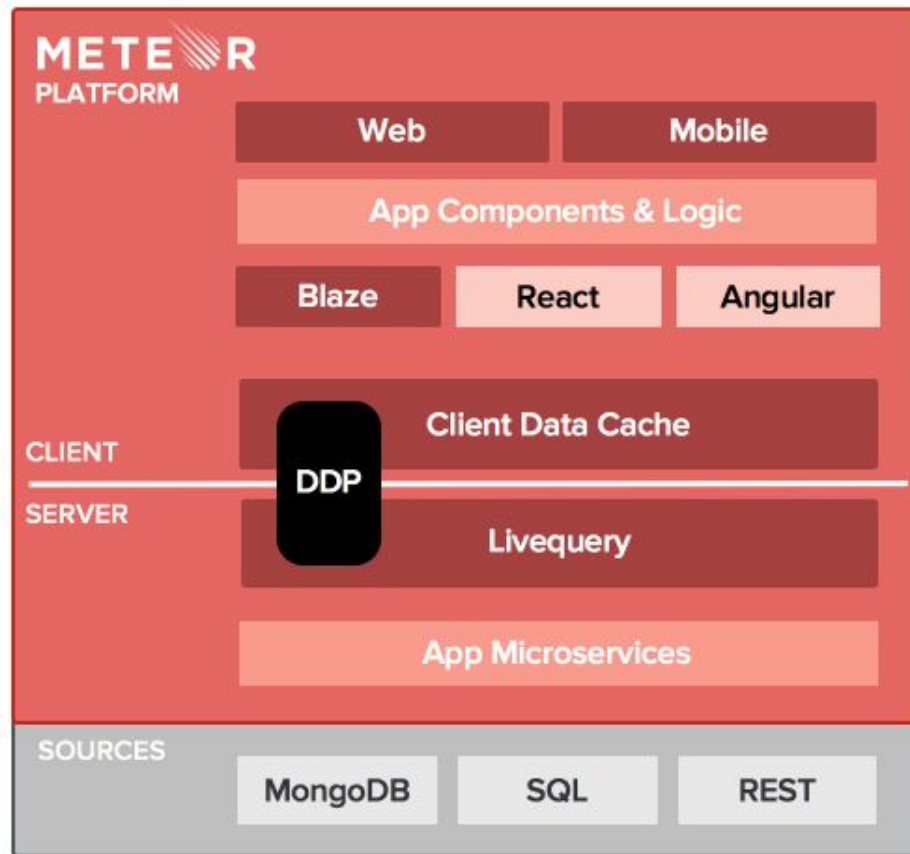 METEOR
PLATFORM
Web
Mobile
App Components & Logic
Blaze
React
Angular
Client Data Cache
CLIENT
DDP
SERVER
Livequery
App Microservices
SOURCES
MongoDB
SQL
REST